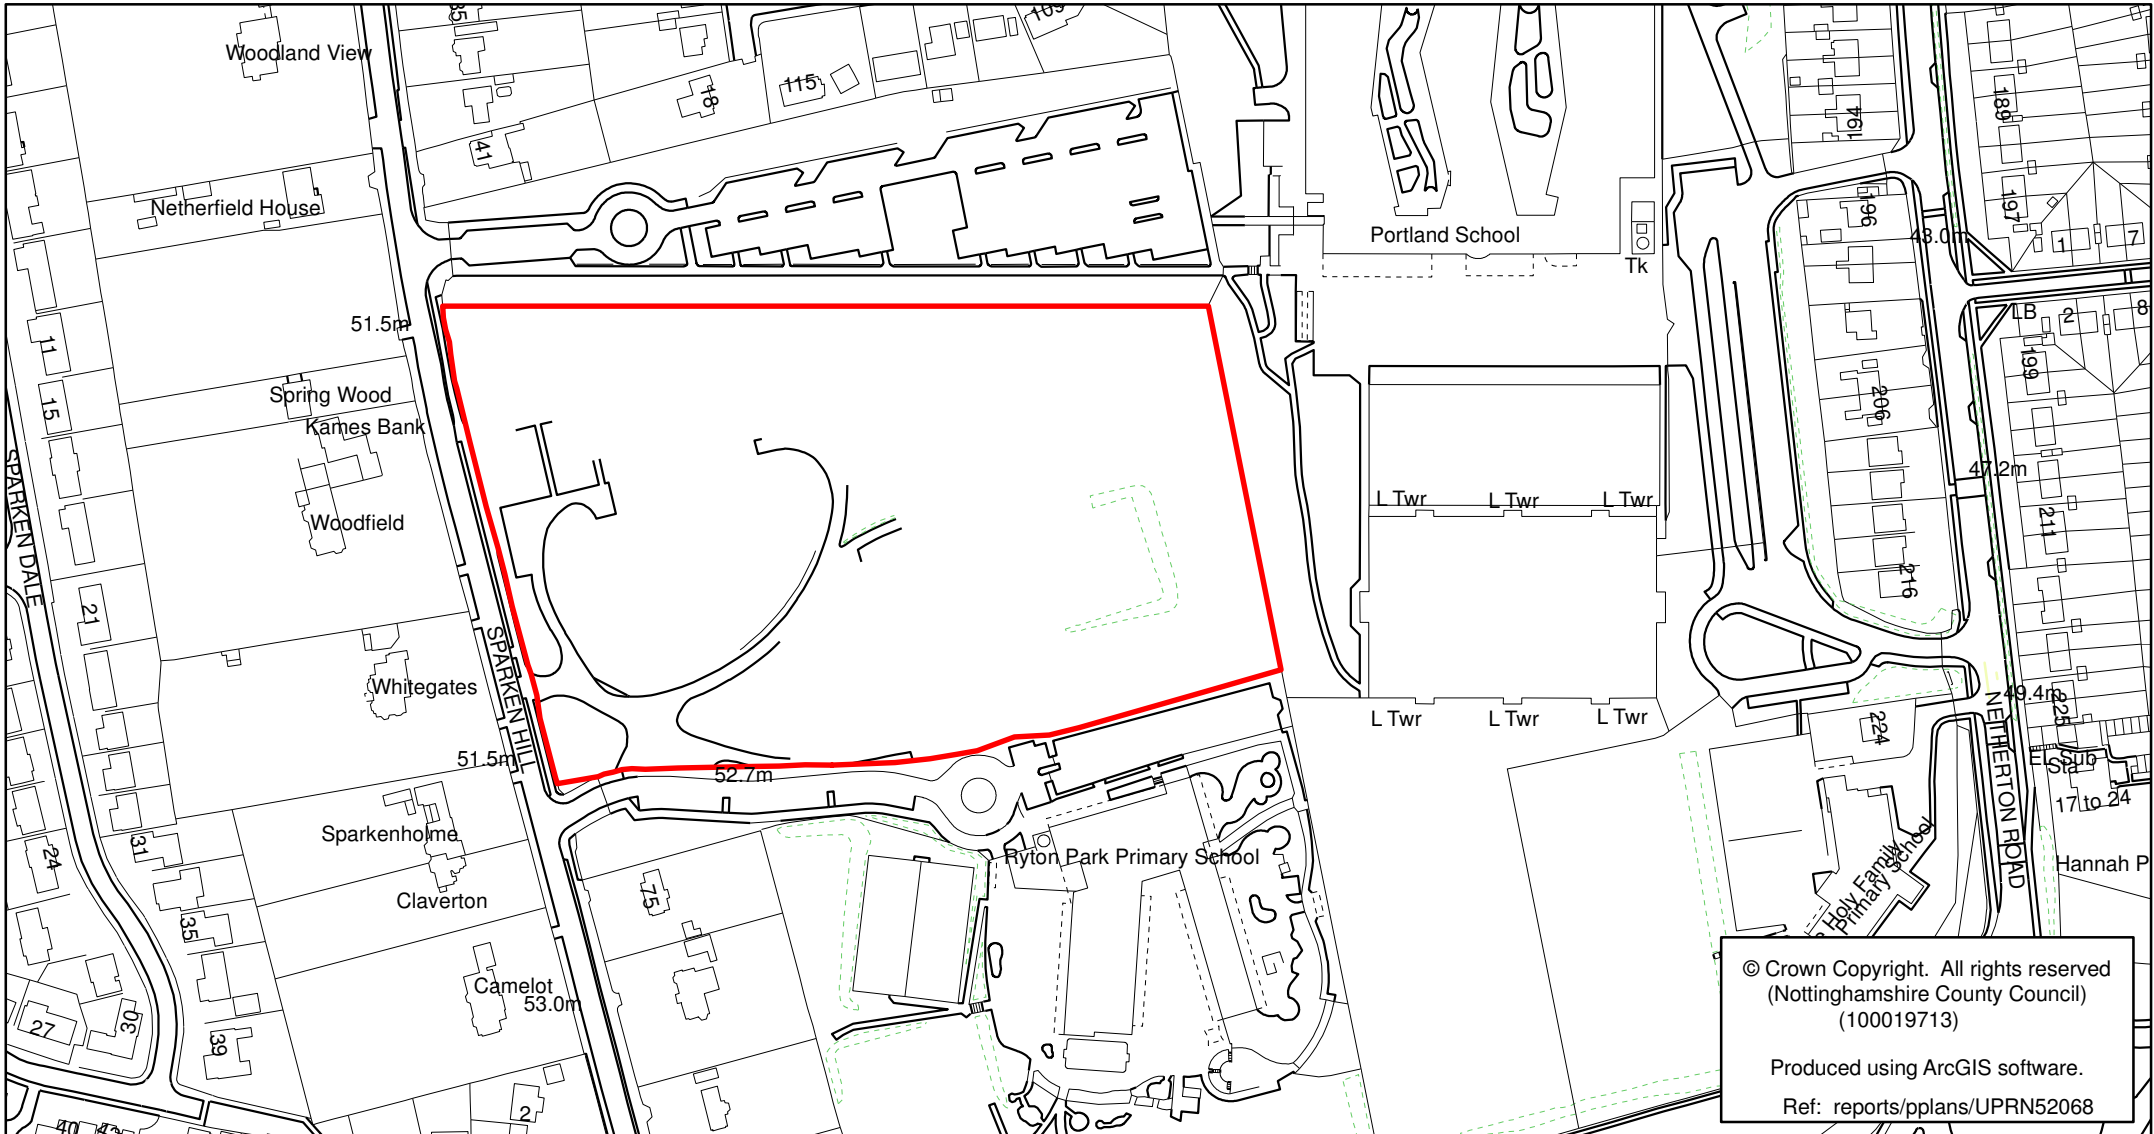 35
109
Woodland View
115
18
189
194
41
Netherfield House
196
197
43.0m
1
7
Portland School
Tk
LB
2
8
51.5m
11
199
Spring Wood
15
206
Kames Bank
47.2m
L Twr
L Twr
L Twr
Woodfield
211
SPARKEN DALE
216
21
SPARKEN HILL
Whitegates
49.4m
225
L Twr
L Twr
L Twr
224
NETHERTON ROAD
51.5m
52.7m
El Sub
Sta
17 to 24
Sparkenholme
31
24
Ryton Park Primary School
Holy Family
Primary School
Hannah P
Claverton
75
35
Camelot
53.0m
27
30
39
2
40
© Crown Copyright. All rights reserved
(Nottinghamshire County Council)
(100019713)
Produced using ArcGIS software.
Ref: reports/pplans/UPRN52068